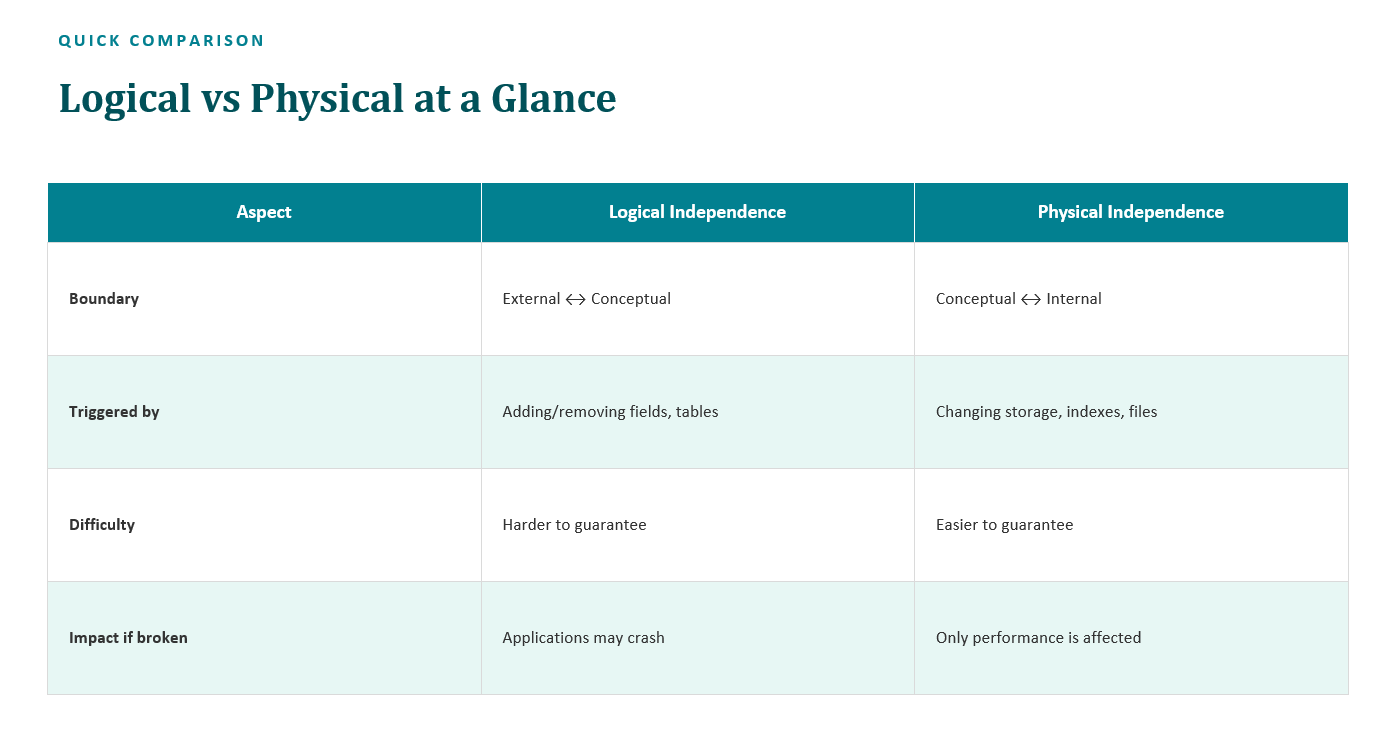 QUICK COMPARISON
Logical vs Physical at a Glance
Aspect Logical Independence Physical Independence
Boundary External ↔ Conceptual Conceptual ↔ Internal
Triggered by Adding/removing fields, tables Changing storage, indexes, files
Difficulty Harder to guarantee Easier to guarantee
Impact if broken Applications may crash Only performance is affected